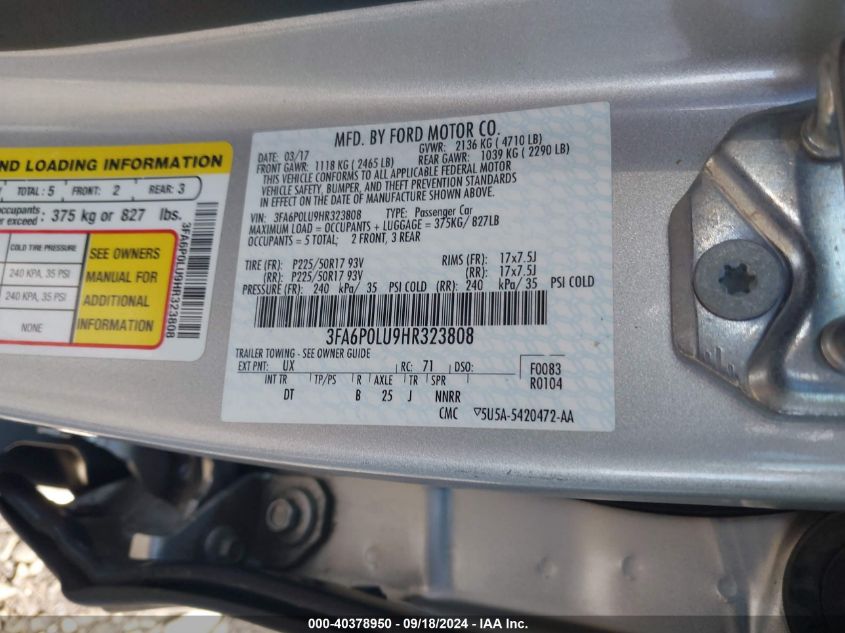 ND LOADING INFORMATION
TOTAL: 5 FRONT: 2 REAR: 3
occupants
er exceed : 375 kg or 827 lbs.
COLD TIRE PRESSURE
240 KPA, 35 PSI
240 KPA, 35 PSI
NONE
SEE OWNERS
MANUAL FOR
ADDITIONAL
INFORMATION
3FA6P0LU9HR323808
MFD. BY FORD MOTOR CO.
DATE: 03/17 GVWR: 2136 KG ( 4710 LB)
FRONT GAWR: 1118 KG ( 2465 LB) REAR GAWR: 1039 KG ( 2290 LB)
THIS VEHICLE CONFORMS TO ALL APPLICABLE FEDERAL MOTOR
VEHICLE SAFETY, BUMPER, AND THEFT PREVENTION STANDARDS
IN EFFECT ON THE DATE OF MANUFACTURE SHOWN ABOVE.
VIN: 3FA6P0LU9HR323808 TYPE: Passenger Car
MAXIMUM LOAD = OCCUPANTS + LUGGAGE = 375KG/ 827LB
OCCUPANTS = 5 TOTAL; 2 FRONT, 3 REAR
TIRE (FR): P225/50R17 93V RIMS (FR): 17x7.5J
(RR): P225/50R17 93V (RR): 17x7.5J
PRESSURE (FR): 240 kPa/ 35 PSI COLD (RR): 240 kPa/ 35 PSI COLD
3FA6P0LU9HR323808
TRAILER TOWING - SEE OWNER GUIDE
EXT PNT: UX RC: 71 DSO: F0083
INT TR TP/PS R AXLE TR SPR R0104
DT B 25 J NNRR
CMC ▽5U5A-5420472-AA
000-40378950 - 09/18/2024 - IAA Inc.